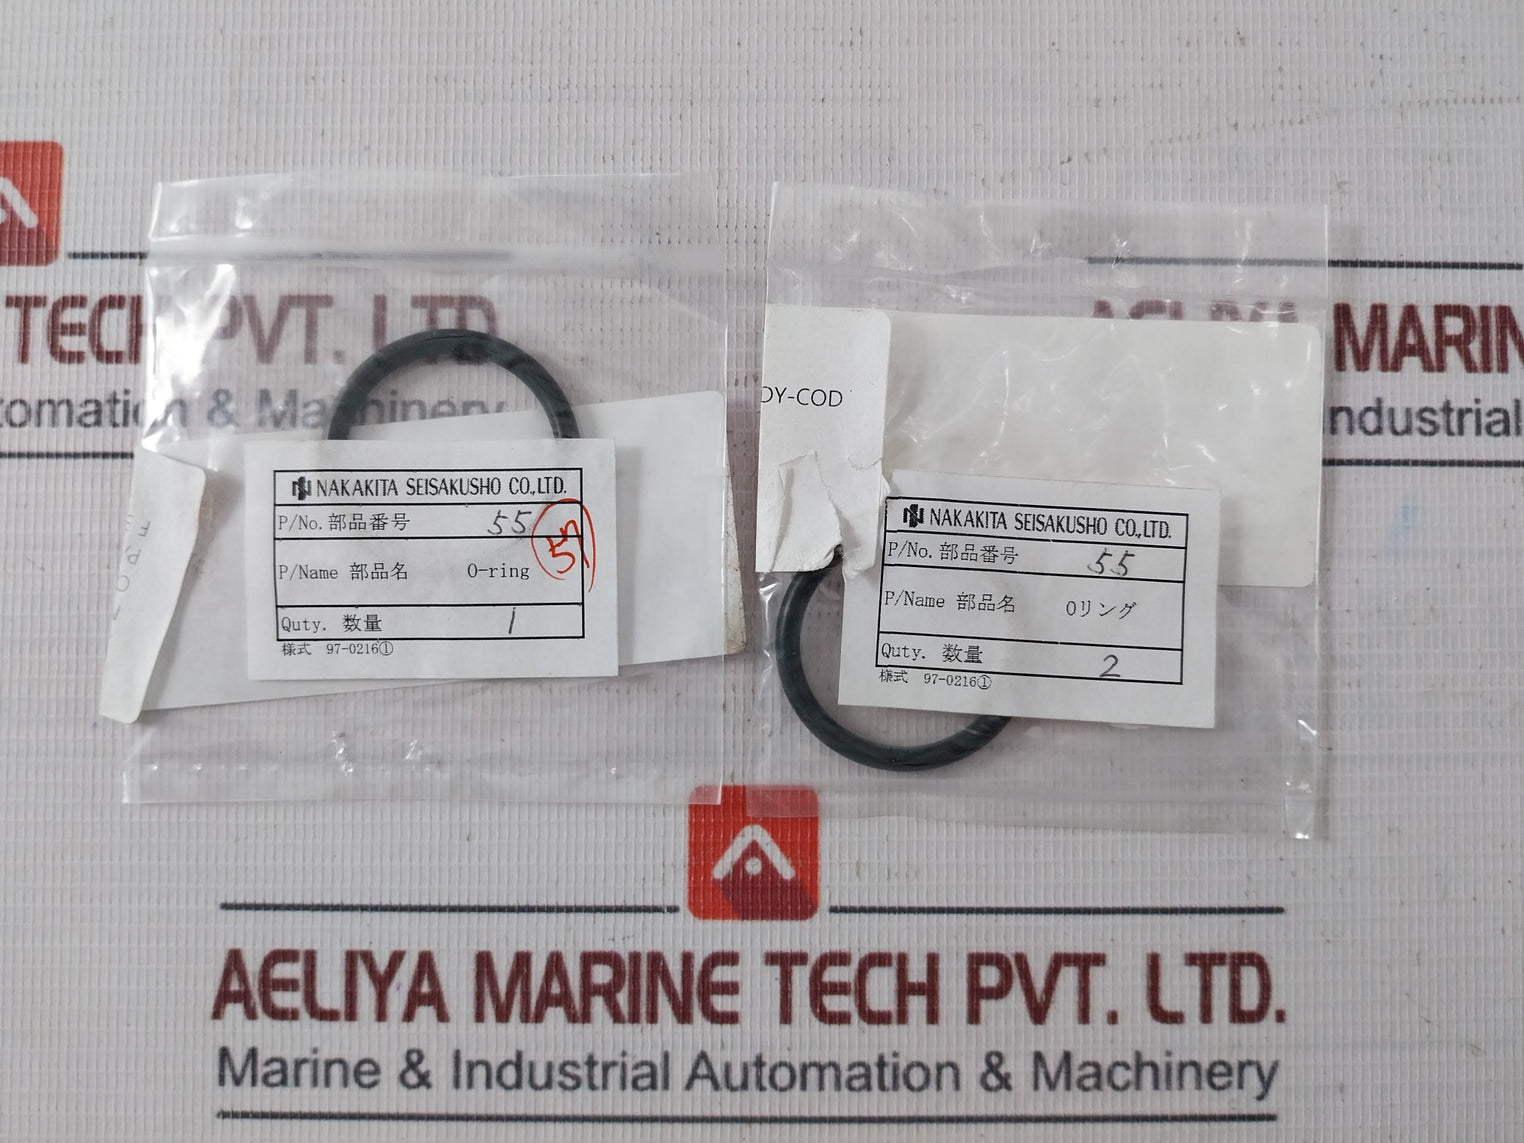 TECH PVT. LTD.
tomation & Machinery
AELIYA MARIN
Industrial
NAKAKITA SEISAKUSHO CO.,LTD.
P/No. 部品番号 55
57
P/Name 部品名 O-ring
Quty. 数量 1
様式 97-0216①
DY-COD
NAKAKITA SEISAKUSHO CO.,LTD.
P/No. 部品番号 55
P/Name 部品名 Oリング
Quty. 数量 2
様式 97-0216①
AELIYA MARINE TECH PVT. LTD.
Marine & Industrial Automation & Machinery